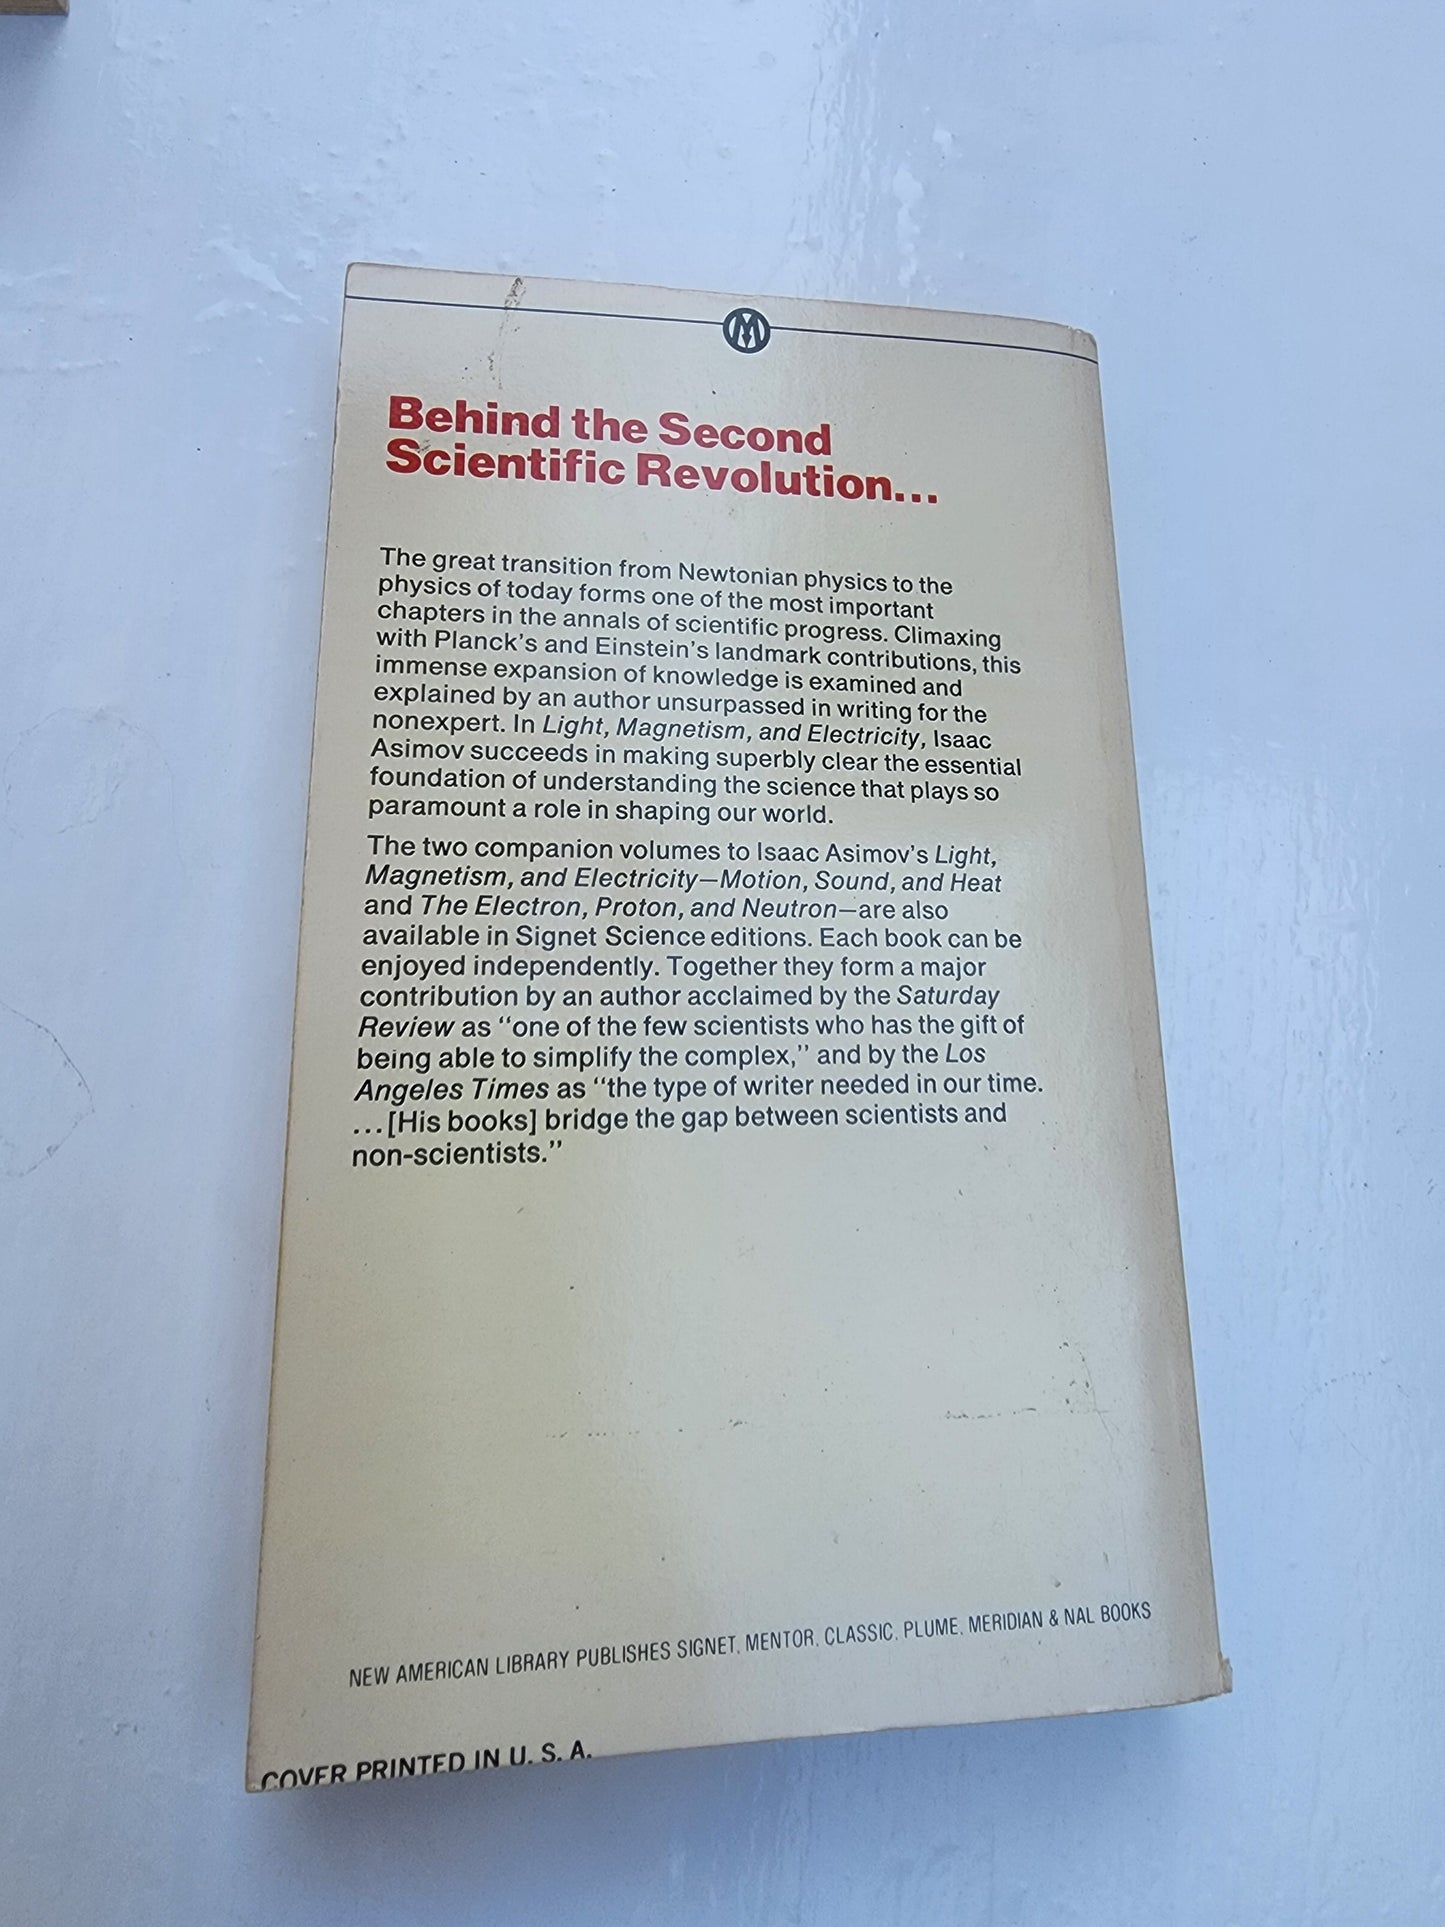 M
Behind the Second
Scientific Revolution...
The great transition from Newtonian physics to the
physics of today forms one of the most important
chapters in the annals of scientific progress. Climaxing
with Planck's and Einstein's landmark contributions, this
immense expansion of knowledge is examined and
explained by an author unsurpassed in writing for the
nonexpert. In Light, Magnetism, and Electricity, Isaac
Asimov succeeds in making superbly clear the essential
foundation of understanding the science that plays so
paramount a role in shaping our world.
The two companion volumes to Isaac Asimov's Light,
Magnetism, and Electricity—Motion, Sound, and Heat
and The Electron, Proton, and Neutron—are also
available in Signet Science editions. Each book can be
enjoyed independently. Together they form a major
contribution by an author acclaimed by the Saturday
Review as "one of the few scientists who has the gift of
being able to simplify the complex," and by the Los
Angeles Times as "the type of writer needed in our time.
...[His books] bridge the gap between scientists and
non-scientists."
NEW AMERICAN LIBRARY PUBLISHES SIGNET, MENTOR, CLASSIC, PLUME, MERIDIAN & NAL BOOKS
COVER PRINTED IN U. S. A.